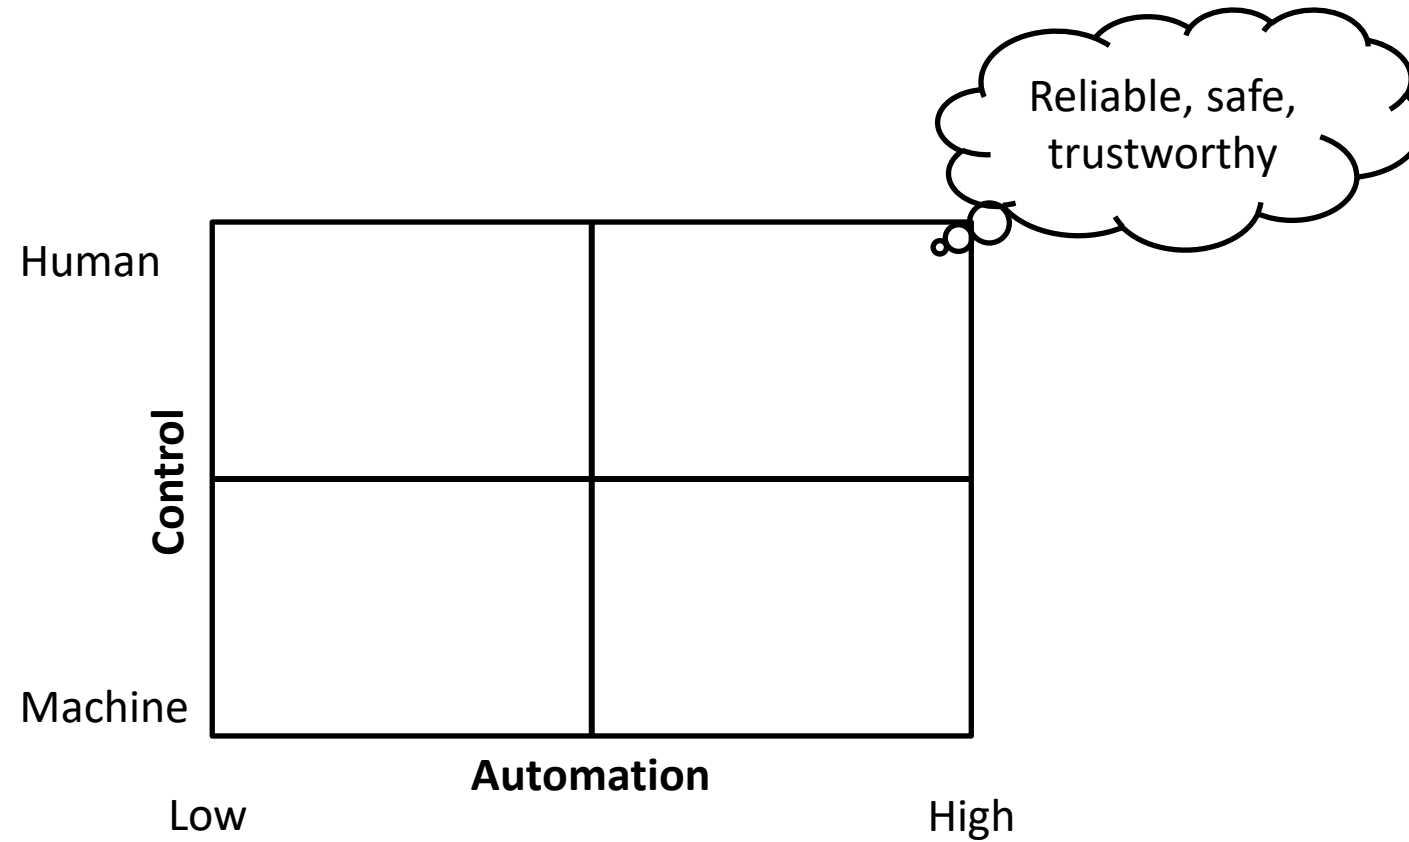 Reliable, safe,
trustworthy
Human
Control
Machine
Automation
Low
High